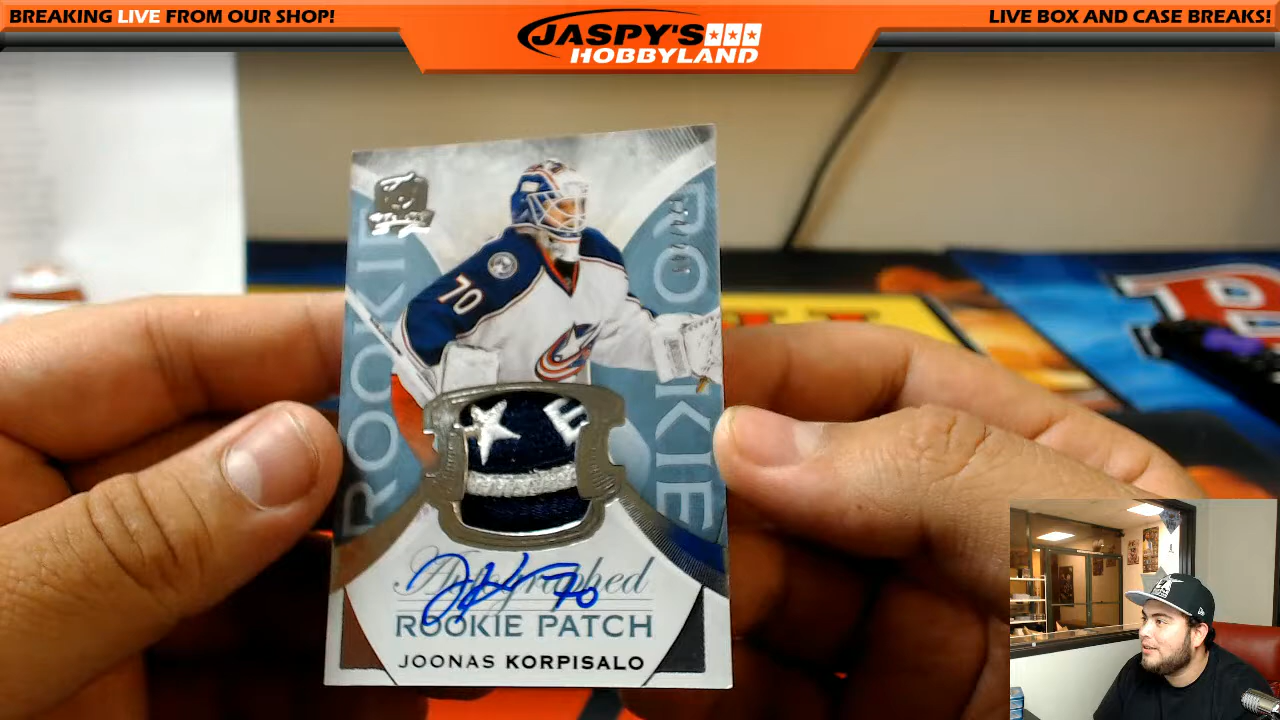 BREAKING LIVE FROM OUR SHOP!
JASPY'S
HOBBYLAND
LIVE BOX AND CASE BREAKS!
ROOKIE
ROOKIE
70
E
Autographed
70
ROOKIE PATCH
JOONAS KORPISALO